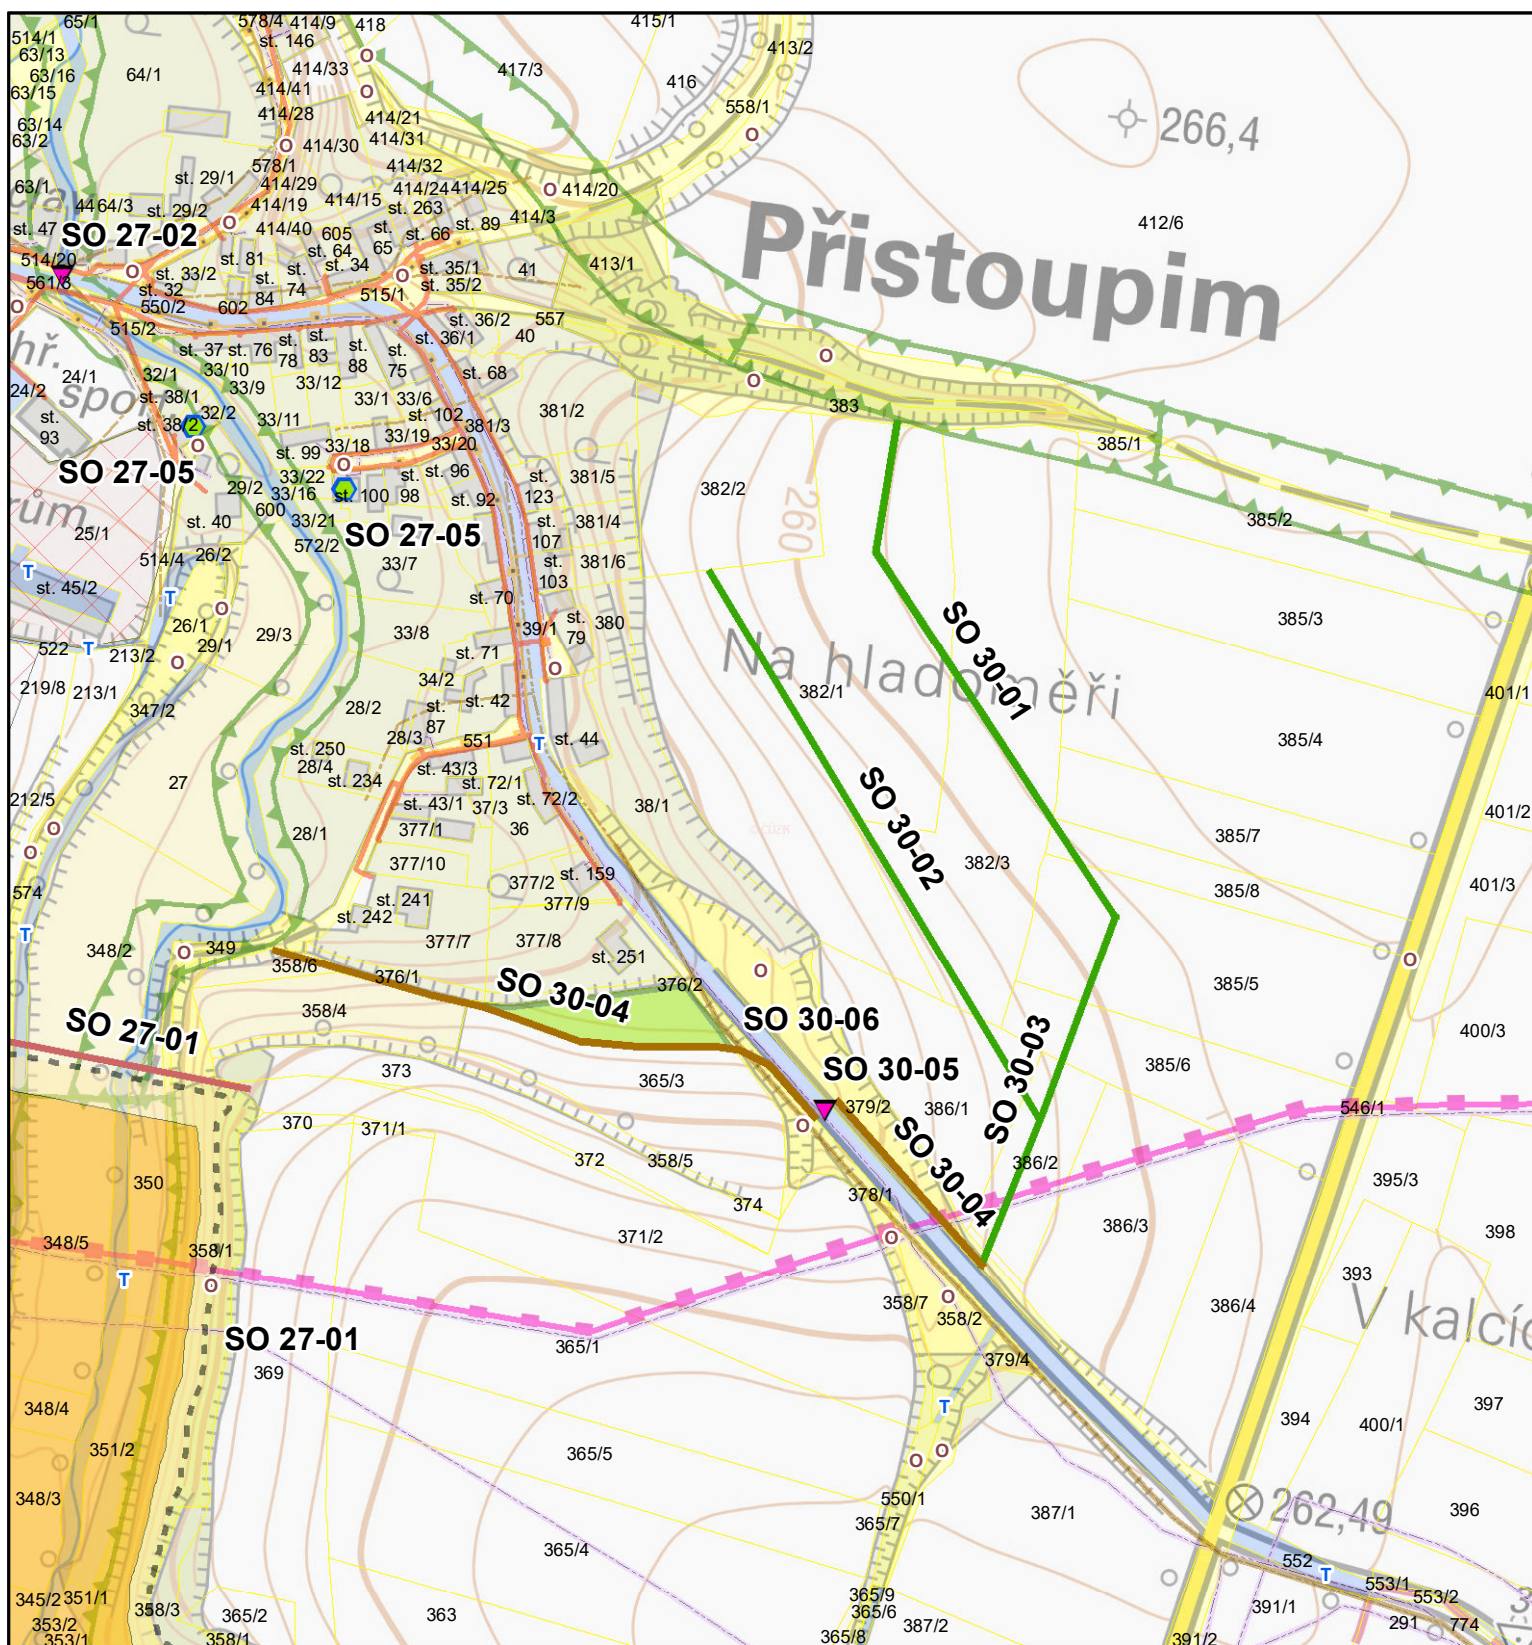 65/1
578/4
414/9
418
415/1
514/1
63/13
st. 146
413/2
63/16
64/1
414/33
417/3
416
63/15
414/41
558/1
63/14
414/28
414/21
266,4
63/2
414/30
414/31
578/1
414/32
63/1
st. 29/1
414/29
414/24
414/25
414/20
44
64/3
st. 29/2
414/19
414/15
st. 263
414/3
412/6
st. 47
SO 27-02
414/40
605
st. 65
st. 66
st. 89
Přistoupim
514/20
st. 81
st. 64
st. 34
st. 35/1
41
413/1
561/3
st. 33/2
st. 84
st. 74
st. 35/2
st. 32
550/2
602
515/1
515/2
st. 36/2
557
st. 36/1
40
hř.
st. 37
st. 76
st. 78
st. 83
st. 88
st. 75
24/1
32/1
33/10
33/9
33/12
st. 68
24/2
sport
st. 38/1
33/1
33/6
383
st. 93
st. 38/2
32/2
33/11
st. 102
381/3
381/2
385/1
33/18
33/19
33/20
SO 27-05
st. 99
st. 96
33/22
st. 98
381/5
382/2
260
29/2
33/16
st. 100
st. 92
st. 123
385/2
600
33/21
381/4
25/1
st. 40
SO 27-05
st. 107
572/2
514/4
26/2
33/7
381/6
T
st. 103
st. 45/2
T
st. 70
SO 30-01
26/1
29/3
33/8
39/1
st. 79
380
385/3
522
T
213/2
29/1
st. 71
Na hladoměři
219/8
213/1
34/2
382/1
401/1
347/2
28/2
st. 87
st. 42
28/3
551
T
st. 44
385/4
st. 250
28/4
st. 43/3
27
st. 234
st. 72/1
SO 30-02
212/5
st. 43/1
37/3
st. 72/2
38/1
401/2
28/1
377/1
36
385/7
377/10
382/3
574
377/2
st. 159
385/8
401/3
st. 241
377/9
st. 242
T
348/2
349
377/7
377/8
st. 251
358/6
376/1
376/2
385/5
SO 30-04
358/4
SO 30-06
SO 27-01
400/3
SO 30-03
373
365/3
SO 30-05
385/6
379/2
386/1
546/1
370
371/1
SO 30-04
372
358/5
386/2
350
395/3
374
378/1
386/3
371/2
398
348/5
358/1
T
393
358/7
386/4
358/2
V kalcíc
SO 27-01
365/1
379/4
369
348/4
T
394
400/1
397
351/2
365/5
348/3
550/1
262,49
365/7
387/1
396
365/4
552
T
553/1
345/2
351/1
365/9
553/2
358/3
365/2
363
365/6
391/1
353/2
387/2
291
774
353/1
358/1
365/8
391/2